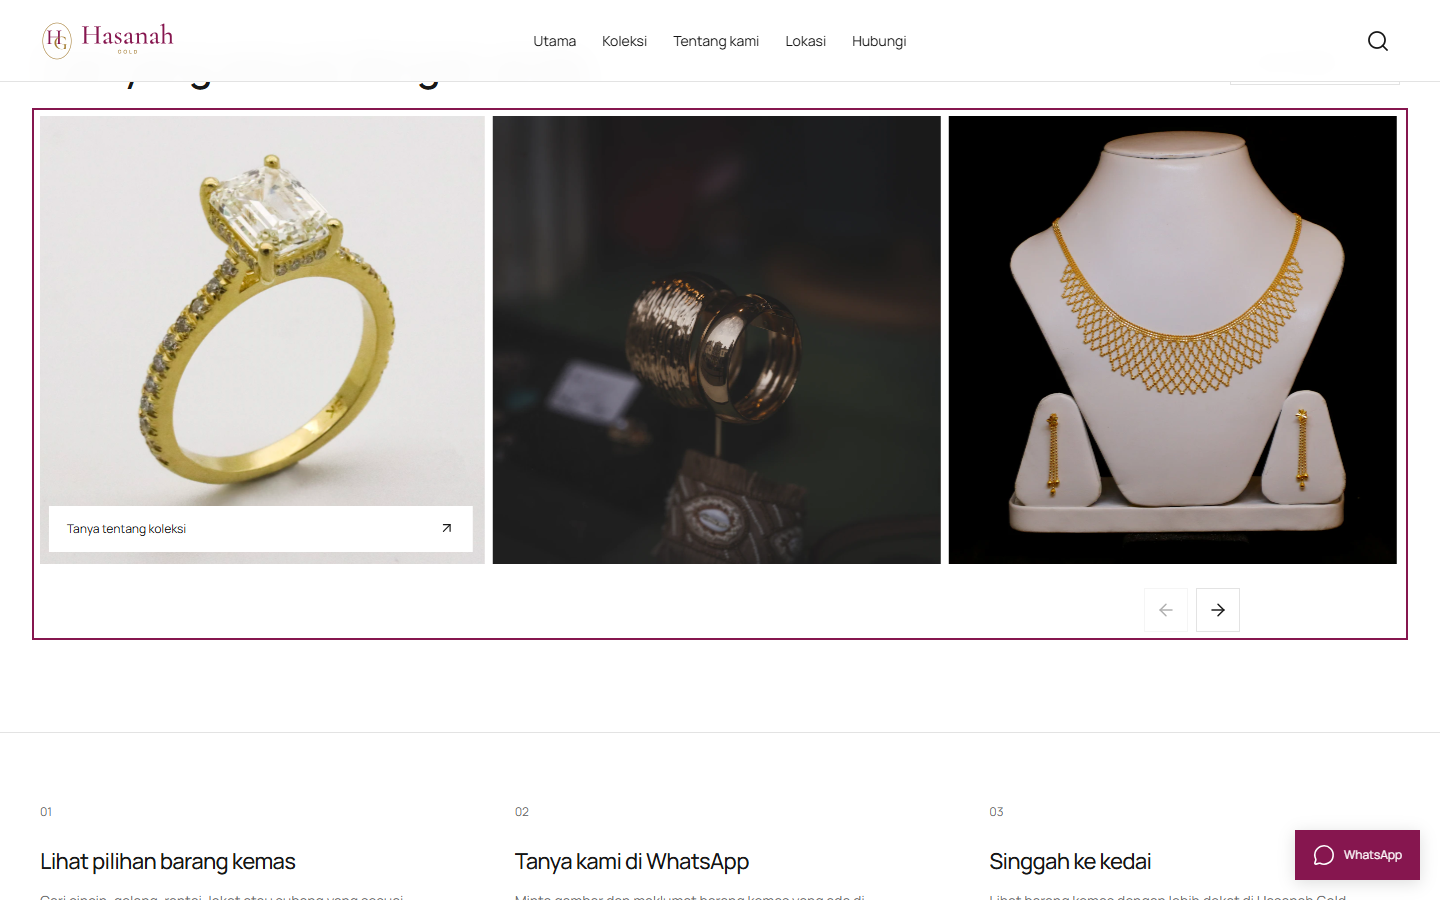 Hasanah
GOLD
Utama
Koleksi
Tentang kami
Lokasi
Hubungi
Tanya tentang koleksi
01
02
03
Lihat pilihan barang kemas
Tanya kami di WhatsApp
Singgah ke kedai
WhatsApp